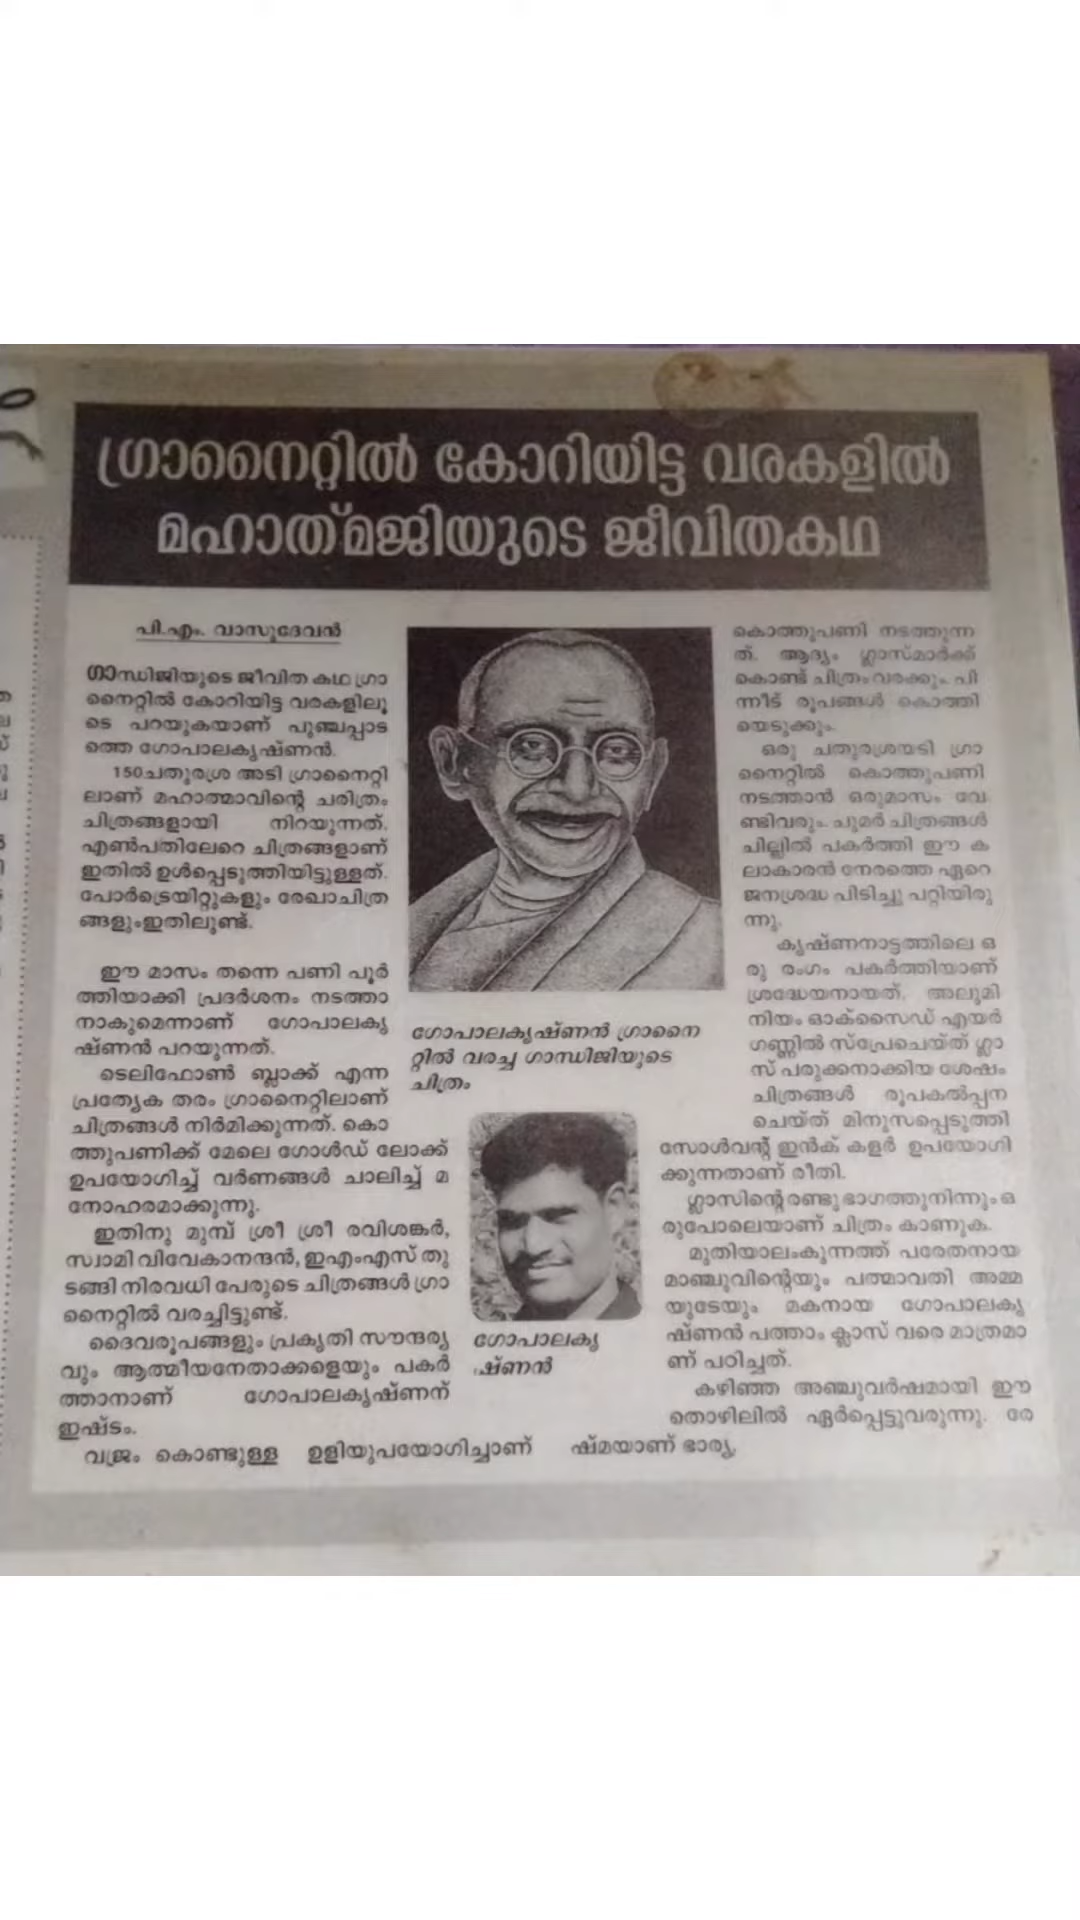 ഗ്രാനൈറ്റിൽ കോറിയിട്ട വരകളിൽ
മഹാത്മജിയുടെ ജീവിതകഥ
പി.എം. വാസുദേവൻ
ഗാന്ധിജിയുടെ ജീവിത കഥ ഗ്രാ
നൈറ്റിൽ കോറിയിട്ട വരകളിലൂ
ടെ പറയുകയാണ് പൂഞ്ചപ്പാട
ത്തെ ഗോപാലകൃഷ്ണൻ.
150ചതുരശ്ര അടി ഗ്രാനൈറ്റി
ലാണ് മഹാത്മാവിന്റെ ചരിത്രം
ചിത്രങ്ങളായി നിറയുന്നത്.
എൺപതിലേറെ ചിത്രങ്ങളാണ്
ഇതിൽ ഉൾപ്പെടുത്തിയിട്ടുള്ളത്.
പോർട്രെയിറ്റുകളും രേഖാചിത്ര
ങ്ങളുംഇതിലുണ്ട്.
ഈ മാസം തന്നെ പണി പൂർ
ത്തിയാക്കി പ്രദർശനം നടത്താ
നാകുമെന്നാണ് ഗോപാലകൃ
ഷ്ണൻ പറയുന്നത്.
ടെലിഫോൺ ബ്ലാക്ക് എന്ന
പ്രത്യേക തരം ഗ്രാനൈറ്റിലാണ്
ചിത്രങ്ങൾ നിർമിക്കുന്നത്. കൊ
ത്തുപണിക്ക് മേലെ ഗോൾഡ് ലോക്ക്
ഉപയോഗിച്ച് വർണങ്ങൾ ചാലിച്ച് മ
നോഹരമാക്കുന്നു.
ഇതിനു മുമ്പ് ശ്രീ ശ്രീ രവിശങ്കർ,
സ്വാമി വിവേകാനന്ദൻ, ഇഎംഎസ് തു
ടങ്ങി നിരവധി പേരുടെ ചിത്രങ്ങൾ ഗ്രാ
നൈറ്റിൽ വരച്ചിട്ടുണ്ട്.
ദൈവരൂപങ്ങളും പ്രകൃതി സൗന്ദര്യ
വും ആത്മീയനേതാക്കളെയും പകർ
ത്താനാണ് ഗോപാലകൃഷ്ണന്
ഇഷ്ടം.
വജ്രം കൊണ്ടുള്ള ഉളിയുപയോഗിച്ചാണ്
ഗോപാലകൃഷ്ണൻ ഗ്രാനൈ
റ്റിൽ വരച്ച ഗാന്ധിജിയുടെ
ചിത്രം
ഗോപാലകൃ
ഷ്ണൻ
കൊത്തുപണി നടത്തുന്ന
ത്. ആദ്യം ഗ്ലാസ്മാർക്ക്
കൊണ്ട് ചിത്രം വരക്കും. പി
ന്നീട് രൂപങ്ങൾ കൊത്തി
യെടുക്കും.
ഒരു ചതുരശ്രയടി ഗ്രാ
നൈറ്റിൽ കൊത്തുപണി
നടത്താൻ ഒരുമാസം വേ
ണ്ടിവരും. ചുമർ ചിത്രങ്ങൾ
ചില്ലിൽ പകർത്തി ഈ ക
ലാകാരൻ നേരത്തെ ഏറെ
ജനശ്രദ്ധ പിടിച്ചു പറ്റിയിരു
ന്നു.
കൃഷ്ണനാട്ടത്തിലെ ഒ
രു രംഗം പകർത്തിയാണ്
ശ്രദ്ധേയനായത്. അലുമി
നിയം ഓക്സൈഡ് എയർ
ഗണ്ണിൽ സ്പ്രേചെയ്ത് ഗ്ലാ
സ് പരുക്കനാക്കിയ ശേഷം
ചിത്രങ്ങൾ രൂപകൽപ്പന
ചെയ്ത് മിനുസപ്പെടുത്തി
സോൾവന്റ് ഇൻക് കളർ ഉപയോഗി
ക്കുന്നതാണ് രീതി.
ഗ്ലാസിന്റെ രണ്ടു ഭാഗത്തുനിന്നും ഒ
രുപോലെയാണ് ചിത്രം കാണുക.
മുതിയാലംകുന്നത്ത് പരേതനായ
മാഞ്ചുവിന്റെയും പത്മാവതി അമ്മ
യുടേയും മകനായ ഗോപാലകൃ
ഷ്ണൻ പത്താം ക്ലാസ് വരെ മാത്രമാ
ണ് പഠിച്ചത്.
കഴിഞ്ഞ അഞ്ചുവർഷമായി ഈ
തൊഴിലിൽ ഏർപ്പെട്ടുവരുന്നു. രേ
ഷ്മയാണ് ഭാര്യ.